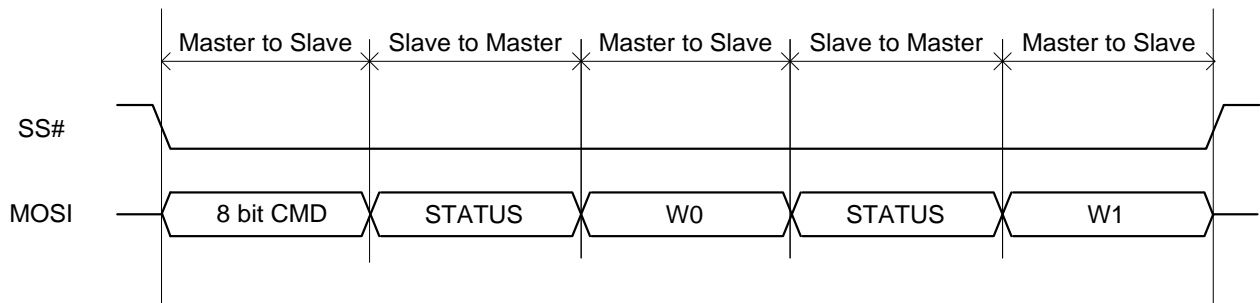 Master to Slave Slave to Master Master to Slave Slave to Master Master to Slave
SS#
MOSI 8 bit CMD STATUS W0 STATUS W1